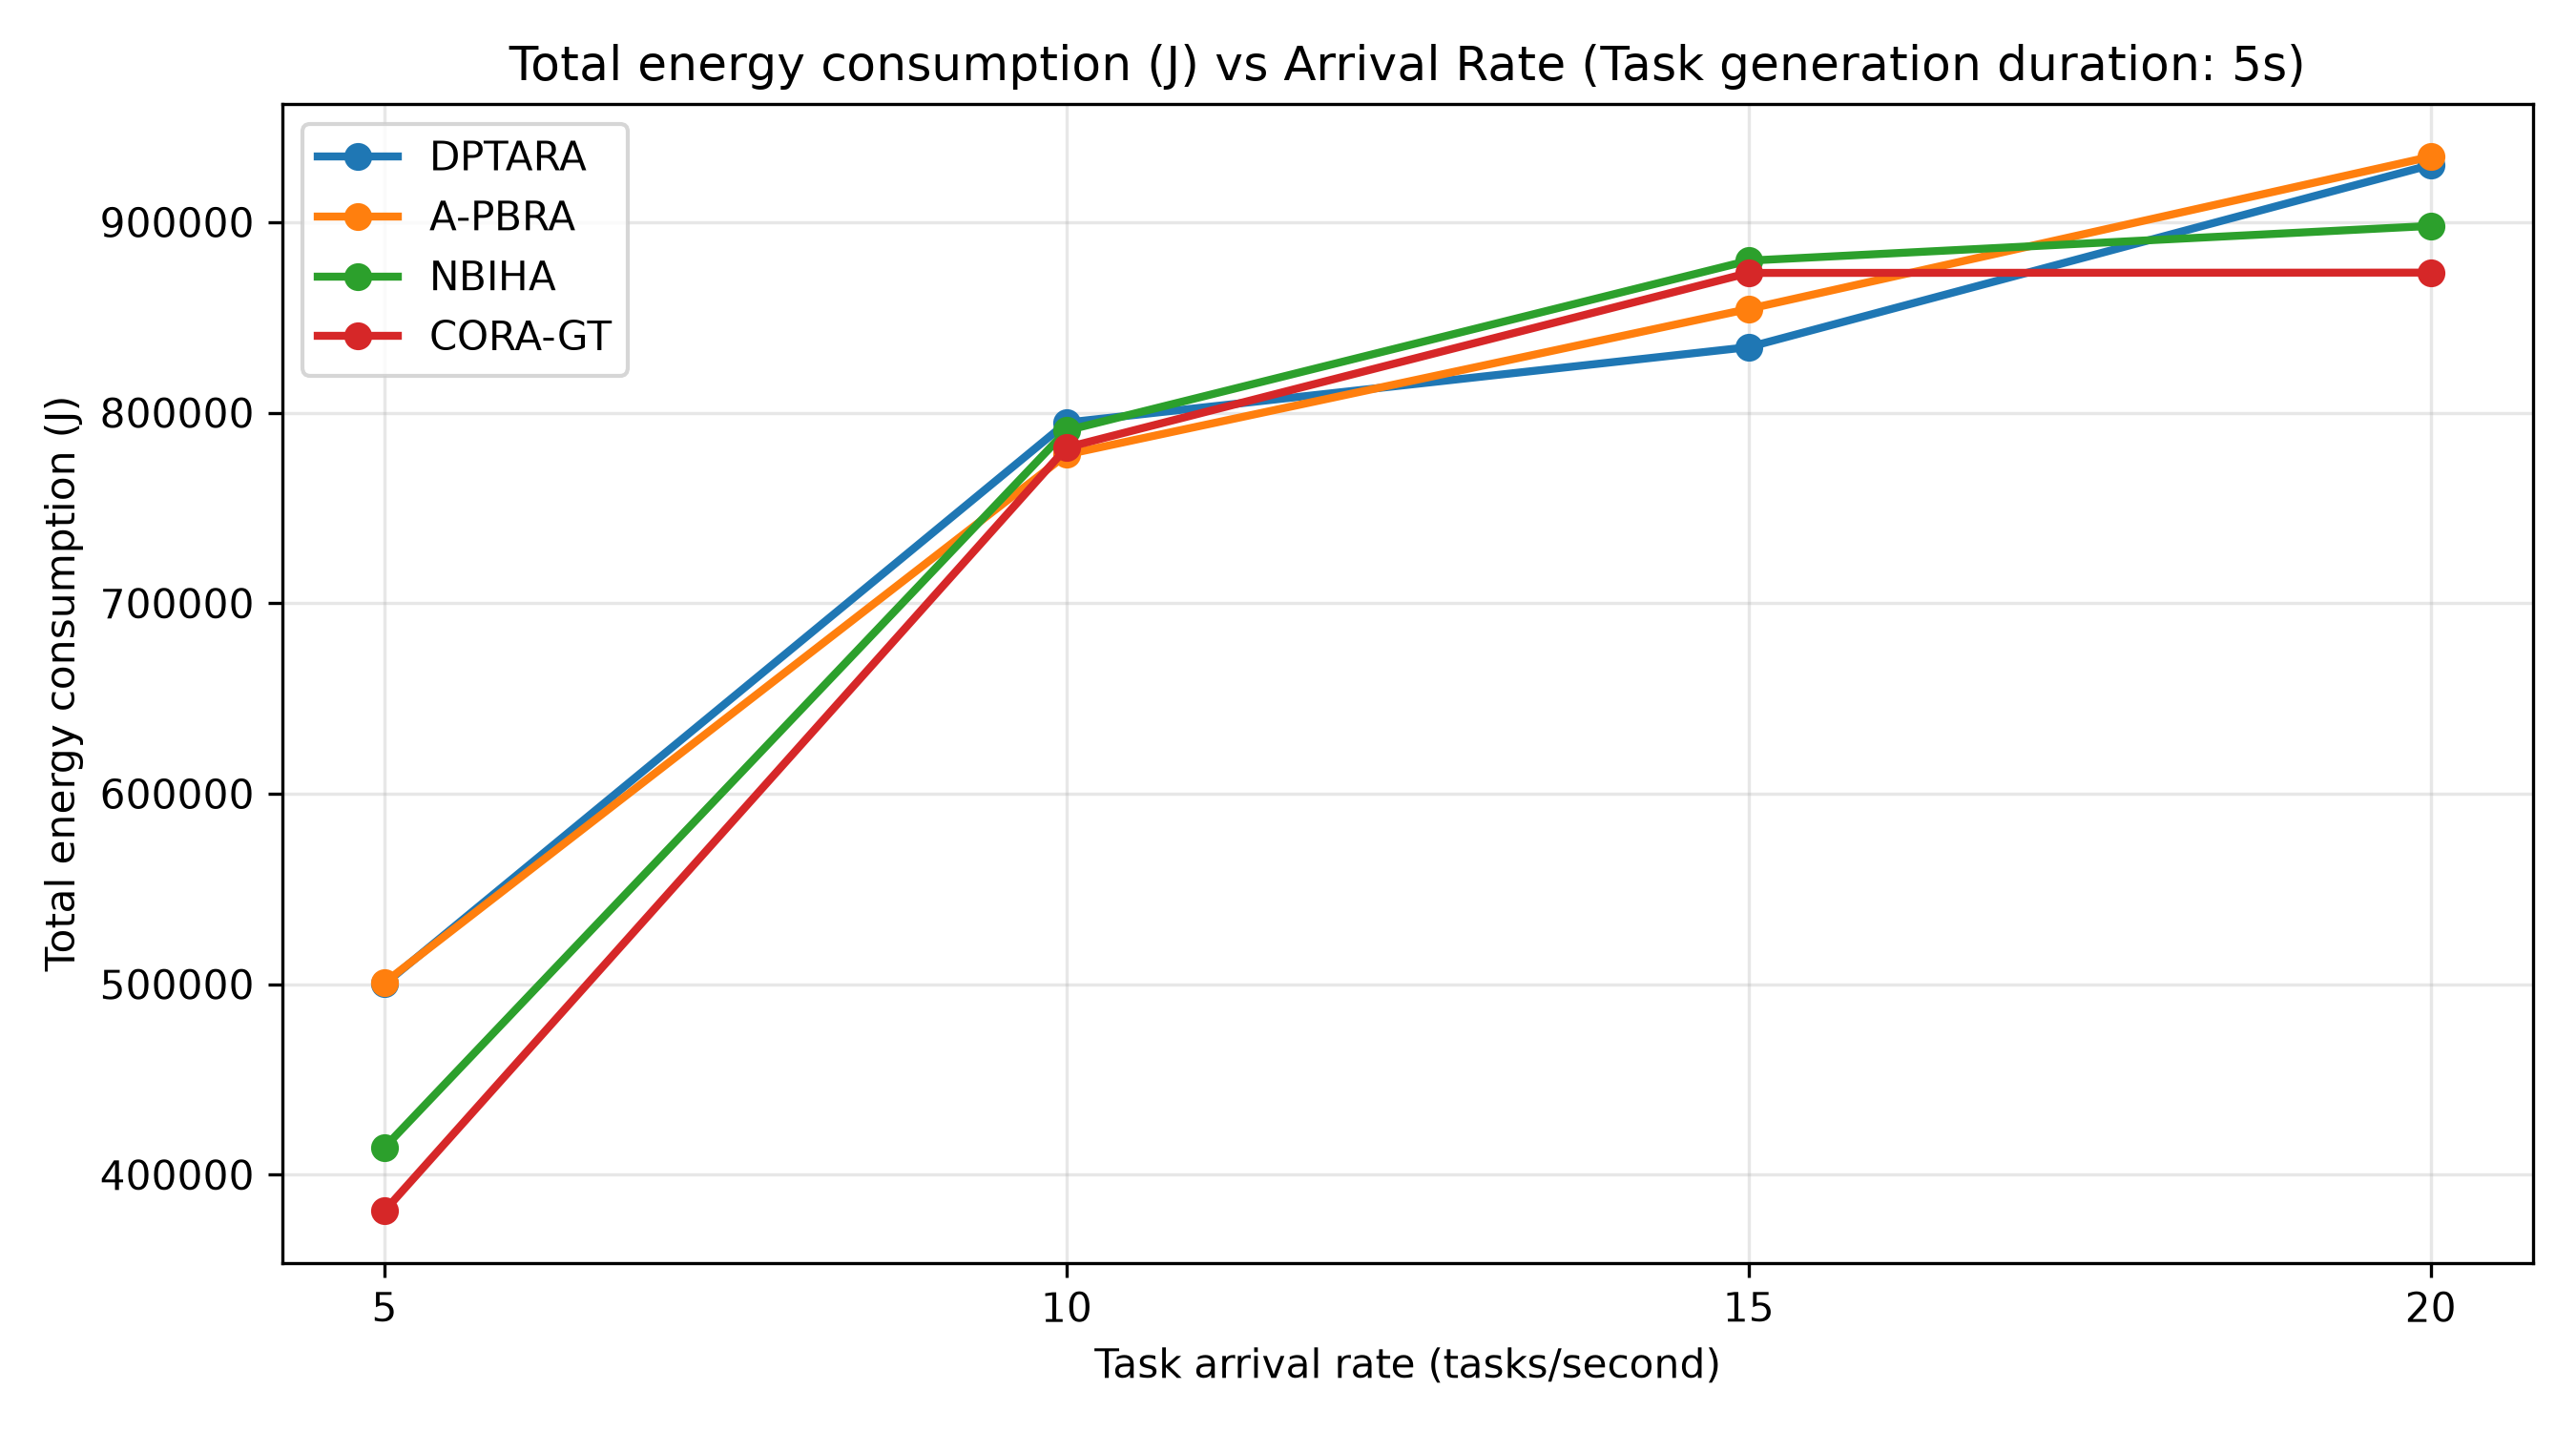 Total energy consumption (J) vs Arrival Rate (Task generation duration: 5s)
DPTARA
A-PBRA
NBIHA
CORA-GT
Total energy consumption (J)
900000
800000
700000
600000
500000
400000
5
10
15
20
Task arrival rate (tasks/second)